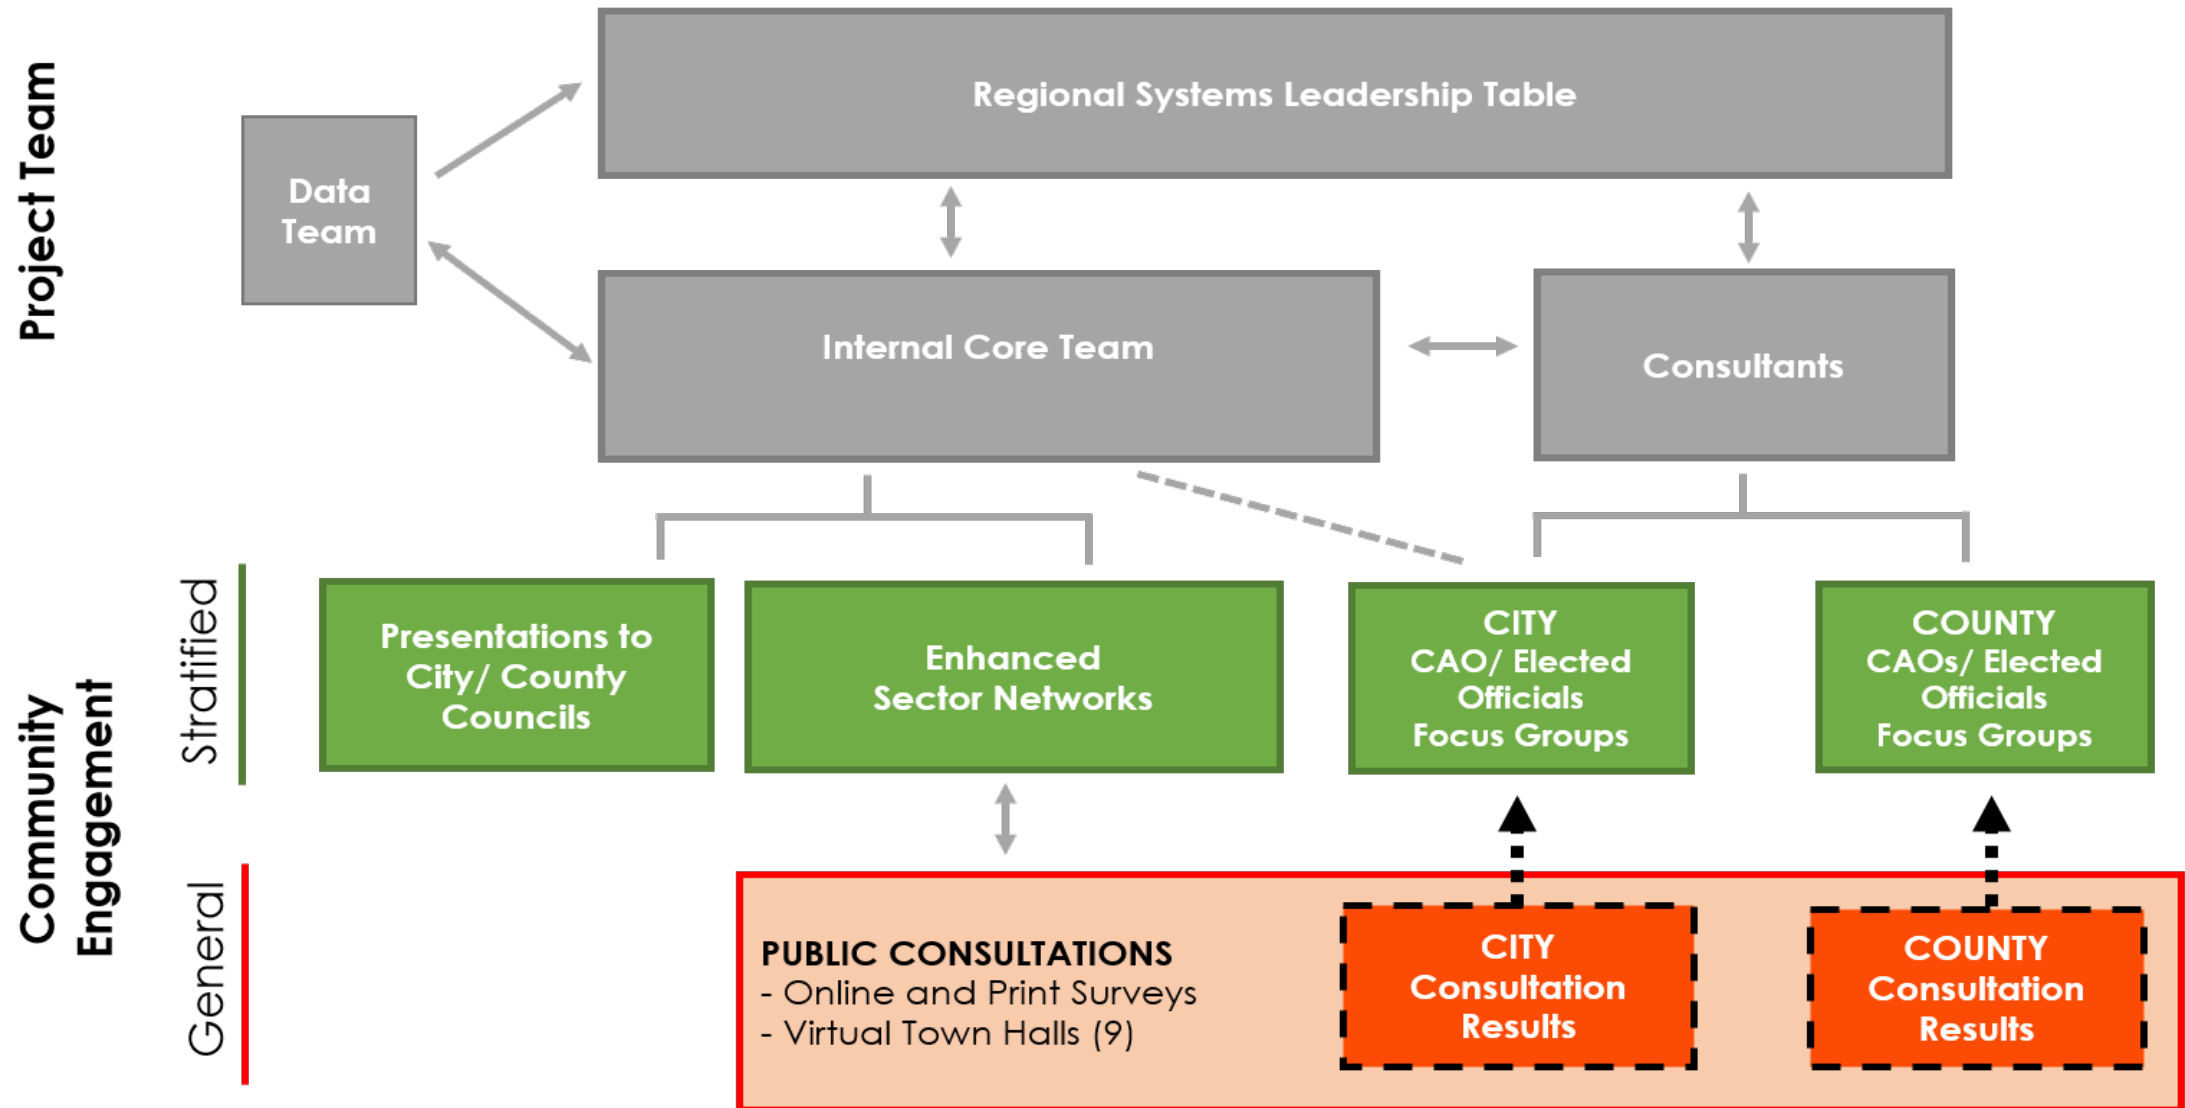 Project Team
Regional Systems Leadership Table
Data
Team
Internal Core Team
Consultants
Community
Engagement
Stratified
Presentations to
City/ County
Councils
Enhanced
Sector Networks
CITY
CAO/ Elected
Officials
Focus Groups
COUNTY
CAOs/ Elected
Officials
Focus Groups
General
PUBLIC CONSULTATIONS
- Online and Print Surveys
- Virtual Town Halls (9)
CITY
Consultation
Results
COUNTY
Consultation
Results